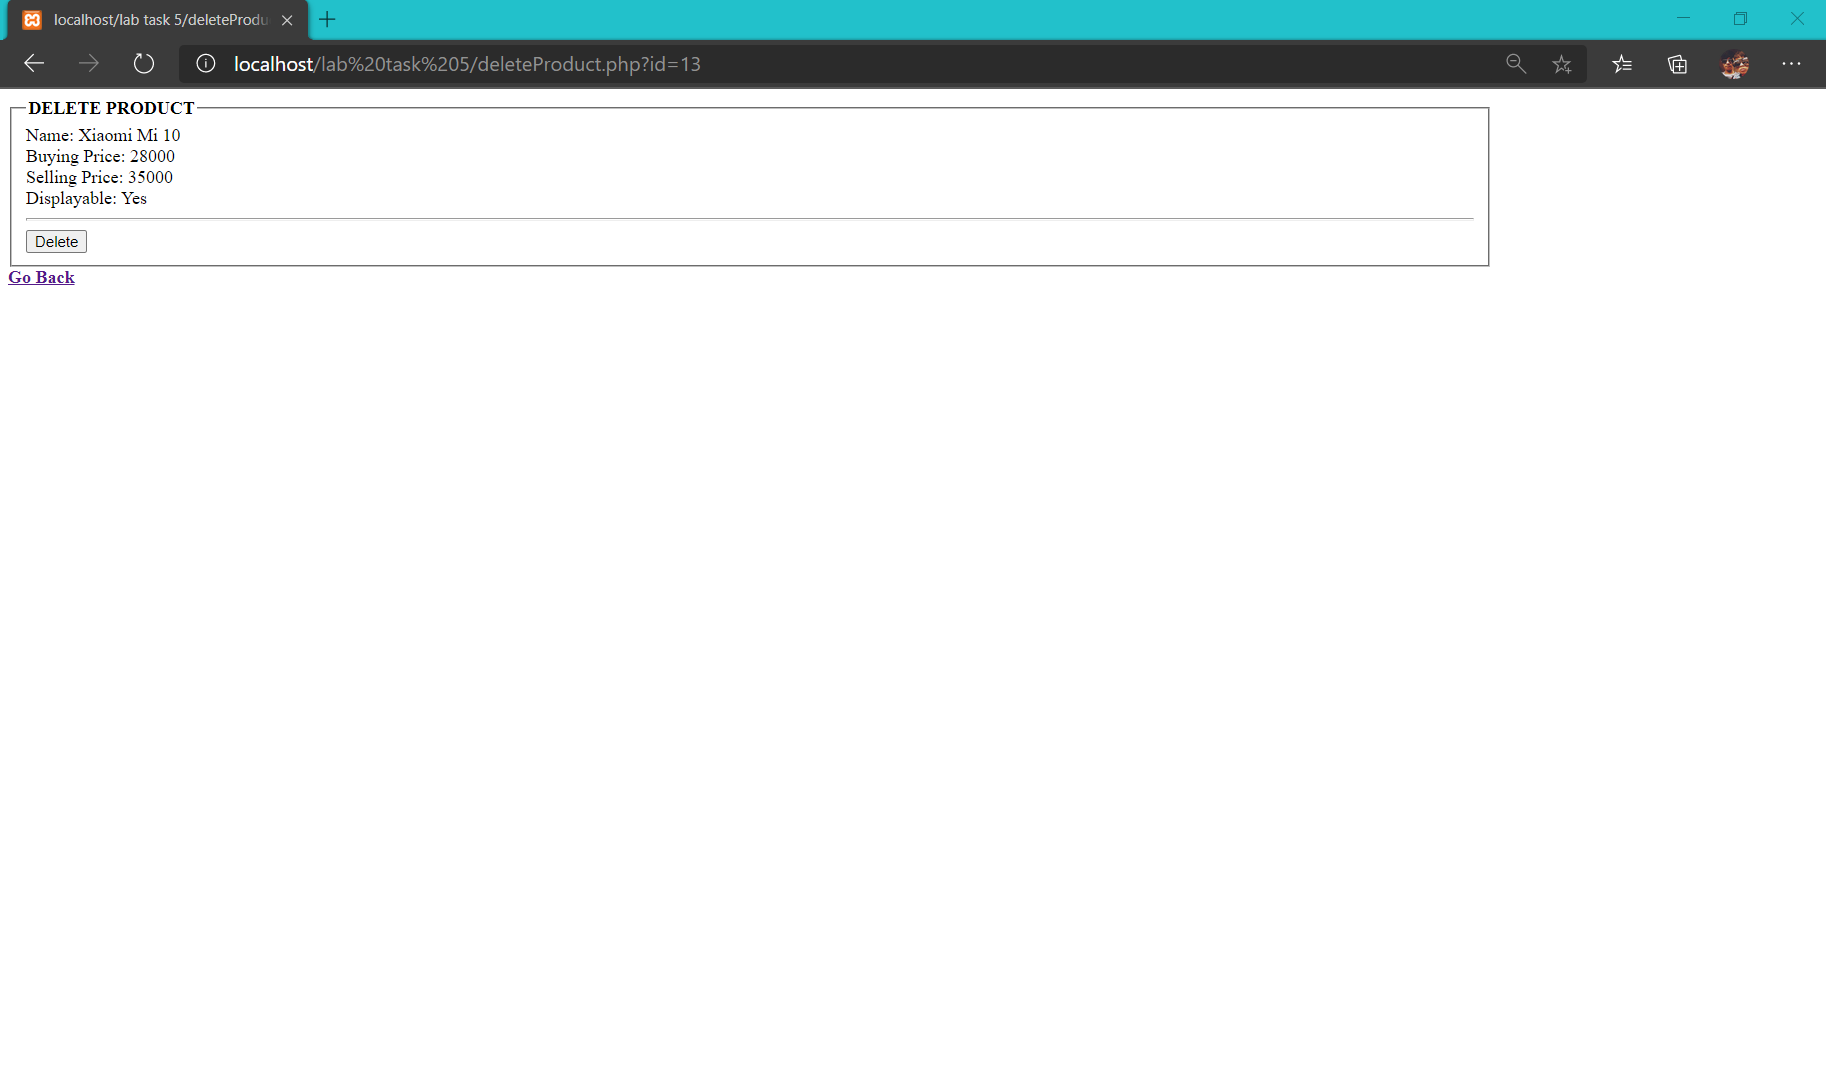 localhost/lab task 5/deleteProdu
localhost/lab%20task%205/deleteProduct.php?id=13
DELETE PRODUCT
Name: Xiaomi Mi 10
Buying Price: 28000
Selling Price: 35000
Displayable: Yes
Delete
Go Back